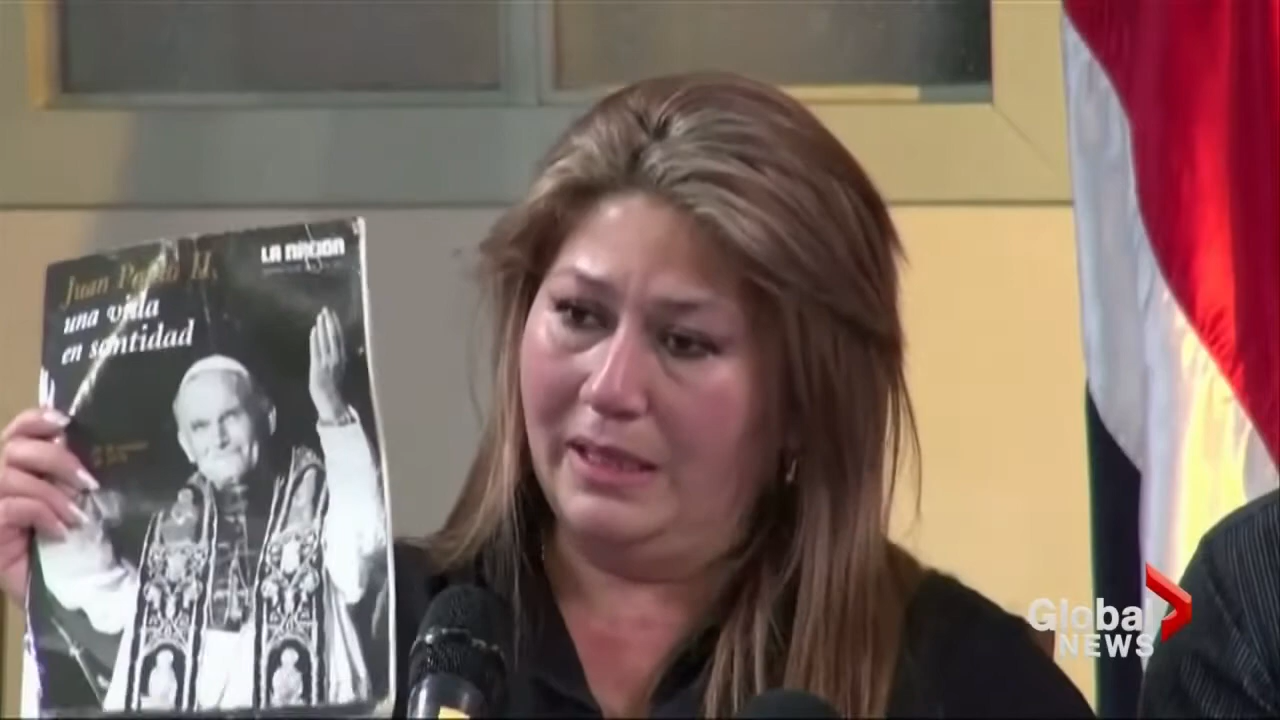 LA NACION
Juan Pablo II,
una vida
en santidad
Global
NEWS